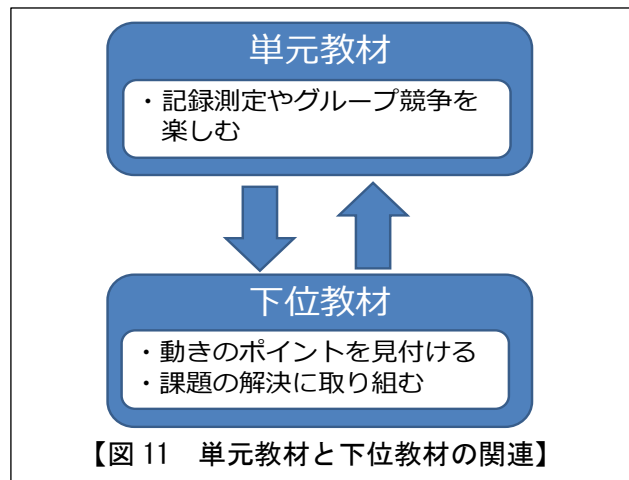 単元教材
・記録測定やグループ競争を
楽しむ
下位教材
・動きのポイントを見付ける
・課題の解決に取り組む
【図 11　単元教材と下位教材の関連】